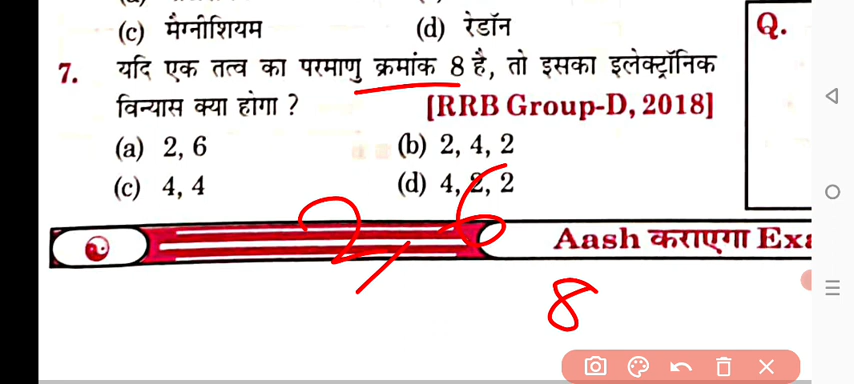 (c) मैग्नीशियम (d) रेडॉन
Q.
7. यदि एक तत्व का परमाणु क्रमांक 8 है, तो इसका इलेक्ट्रॉनिक
विन्यास क्या होगा ? [RRB Group-D, 2018]
(a) 2, 6 (b) 2, 4, 2
(c) 4, 4 (d) 4, 2, 2
2, 6
Aash कराएगा Exa
8